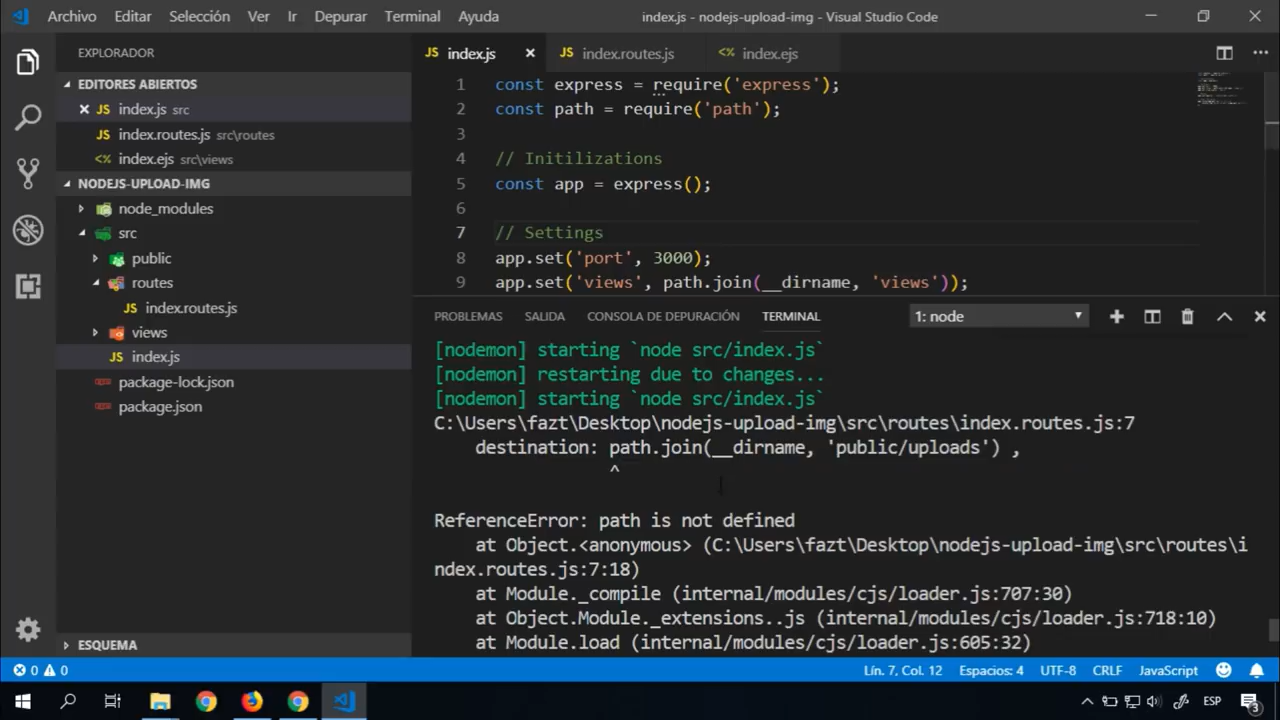 Archivo Editar Selección Ver Ir Depurar Terminal Ayuda index.js - nodejs-upload-img - Visual Studio Code
EXPLORADOR
EDITORES ABIERTOS
index.js src
index.routes.js src\routes
index.ejs src\views
NODEJS-UPLOAD-IMG
node_modules
src
public
routes
index.routes.js
views
index.js
package-lock.json
package.json
ESQUEMA
JS index.js JS index.routes.js <% index.ejs
1 const express = require('express');
2 const path = require('path');
3
4 // Initilizations
5 const app = express();
6
7 // Settings
8 app.set('port', 3000);
9 app.set('views', path.join(__dirname, 'views'));
PROBLEMAS SALIDA CONSOLA DE DEPURACIÓN TERMINAL 1: node
[nodemon] starting `node src/index.js`
[nodemon] restarting due to changes...
[nodemon] starting `node src/index.js`
C:\Users\fazt\Desktop\nodejs-upload-img\src\routes\index.routes.js:7
destination: path.join(__dirname, 'public/uploads') ,
^
ReferenceError: path is not defined
at Object.<anonymous> (C:\Users\fazt\Desktop\nodejs-upload-img\src\routes\i
ndex.routes.js:7:18)
at Module._compile (internal/modules/cjs/loader.js:707:30)
at Object.Module._extensions..js (internal/modules/cjs/loader.js:718:10)
at Module.load (internal/modules/cjs/loader.js:605:32)
0 0 Lín. 7, Col. 12 Espacios: 4 UTF-8 CRLF JavaScript
ESP 3